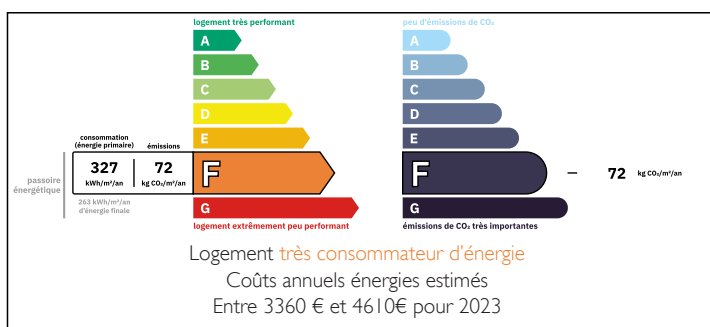 logement très performant
A
B
C
D
E
consommation
(énergie primaire)
émissions
passoire
énergétique
327
kWh/m²/an
72
kg CO₂/m²/an
F
263 kWh/m²/an
d'énergie finale
G
logement extrêmement peu performant
peu d'émissions de CO₂
A
B
C
D
E
F
72 kg CO₂/m²/an
G
émissions de CO₂ très importantes
Logement très consommateur d'énergie
Coûts annuels énergies estimés
Entre 3360 € et 4610€ pour 2023